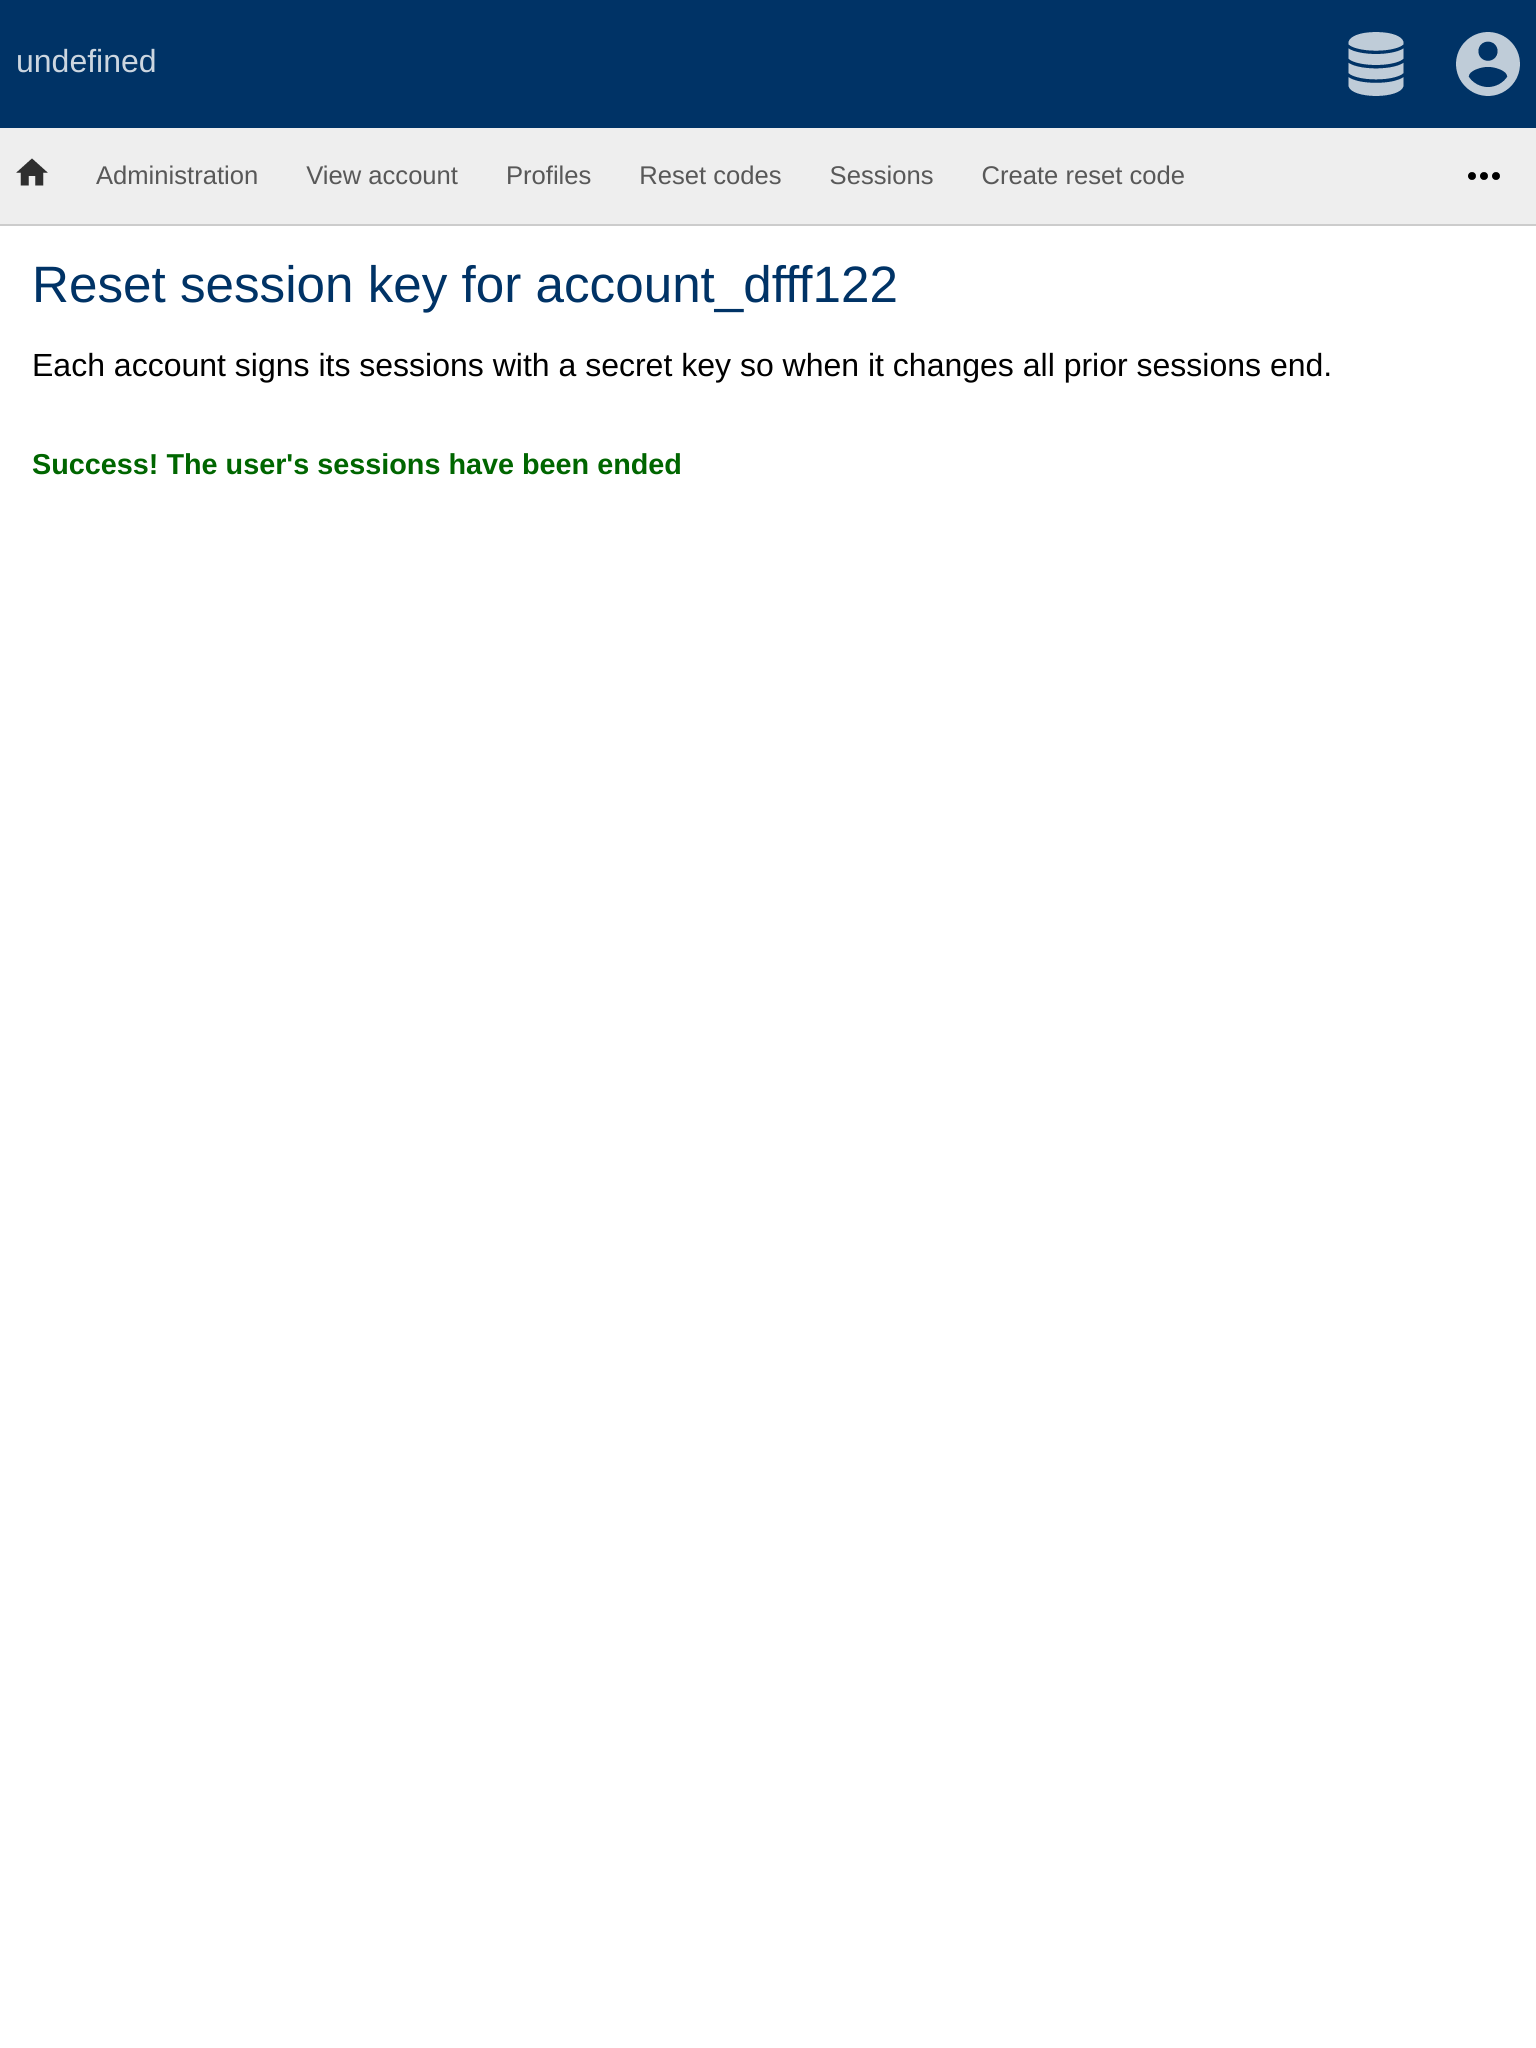 undefined
Administration View account Profiles Reset codes Sessions Create reset code
Reset session key for account_dfff122
Each account signs its sessions with a secret key so when it changes all prior sessions end.
Success! The user's sessions have been ended